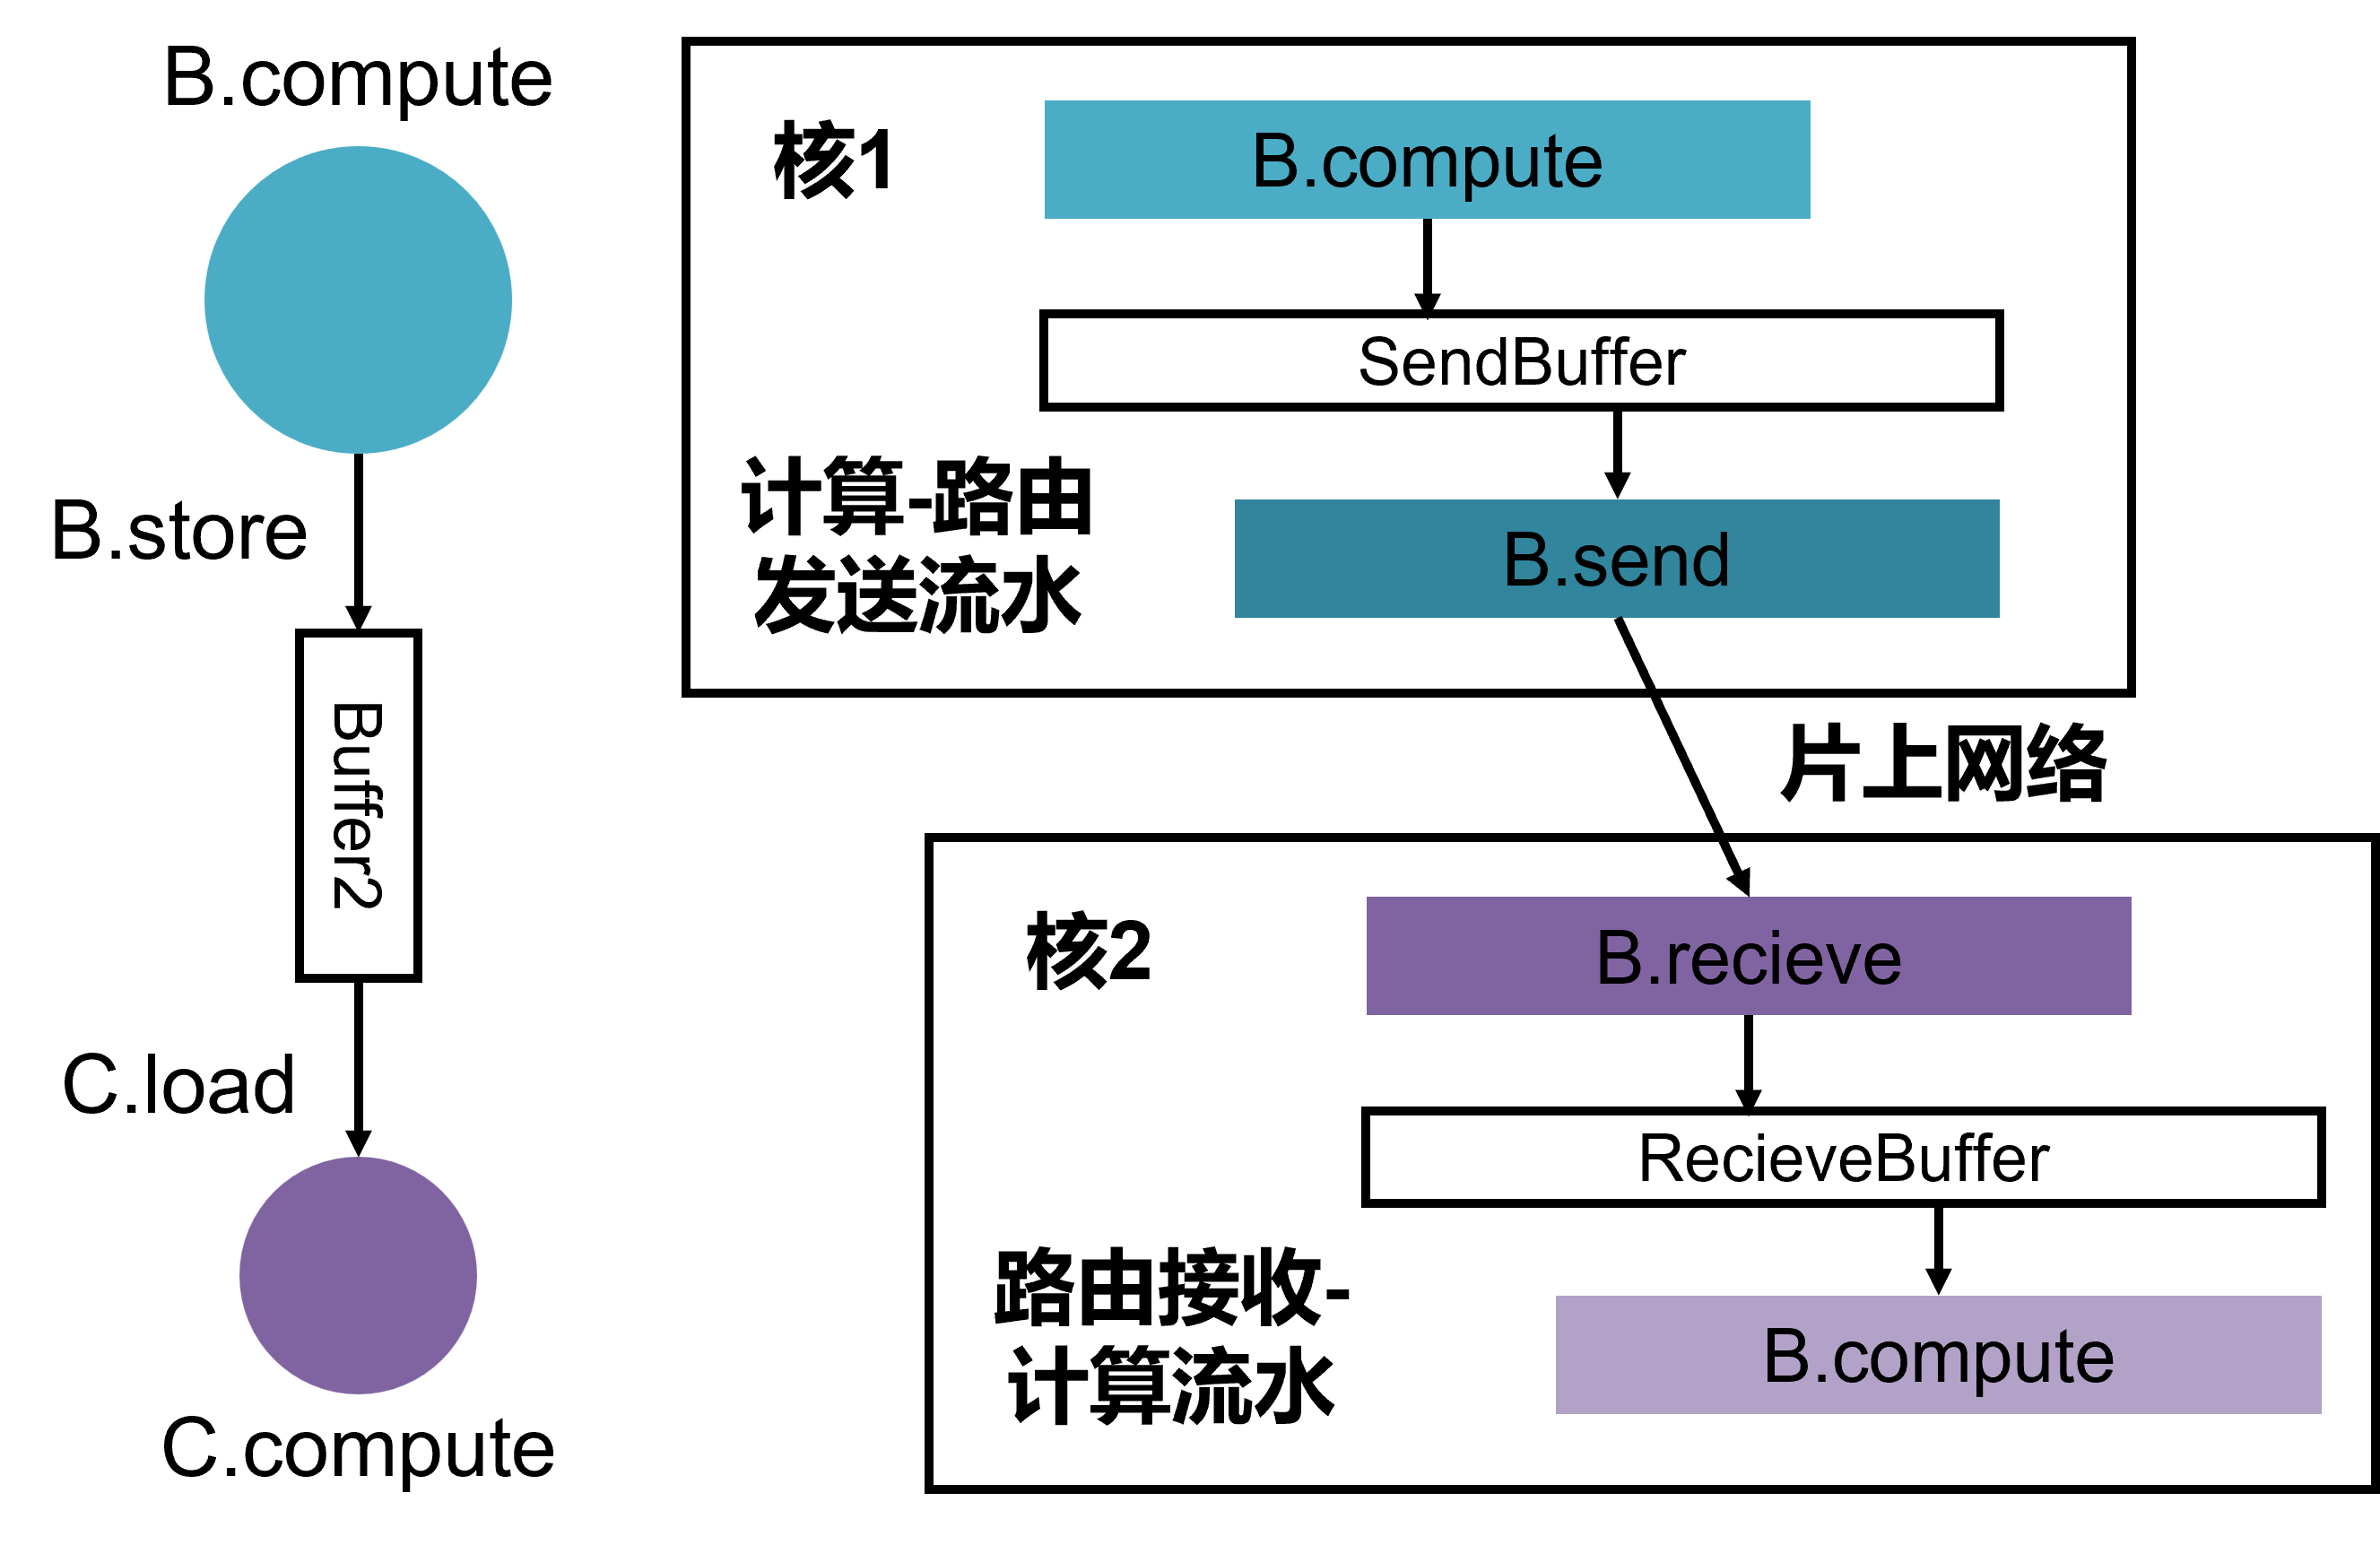 B.compute
B.store
Buffer2
C.load
C.compute
核1
B.compute
SendBuffer
计算-路由
发送流水
B.send
片上网络
核2
B.recieve
RecieveBuffer
路由接收-
计算流水
B.compute